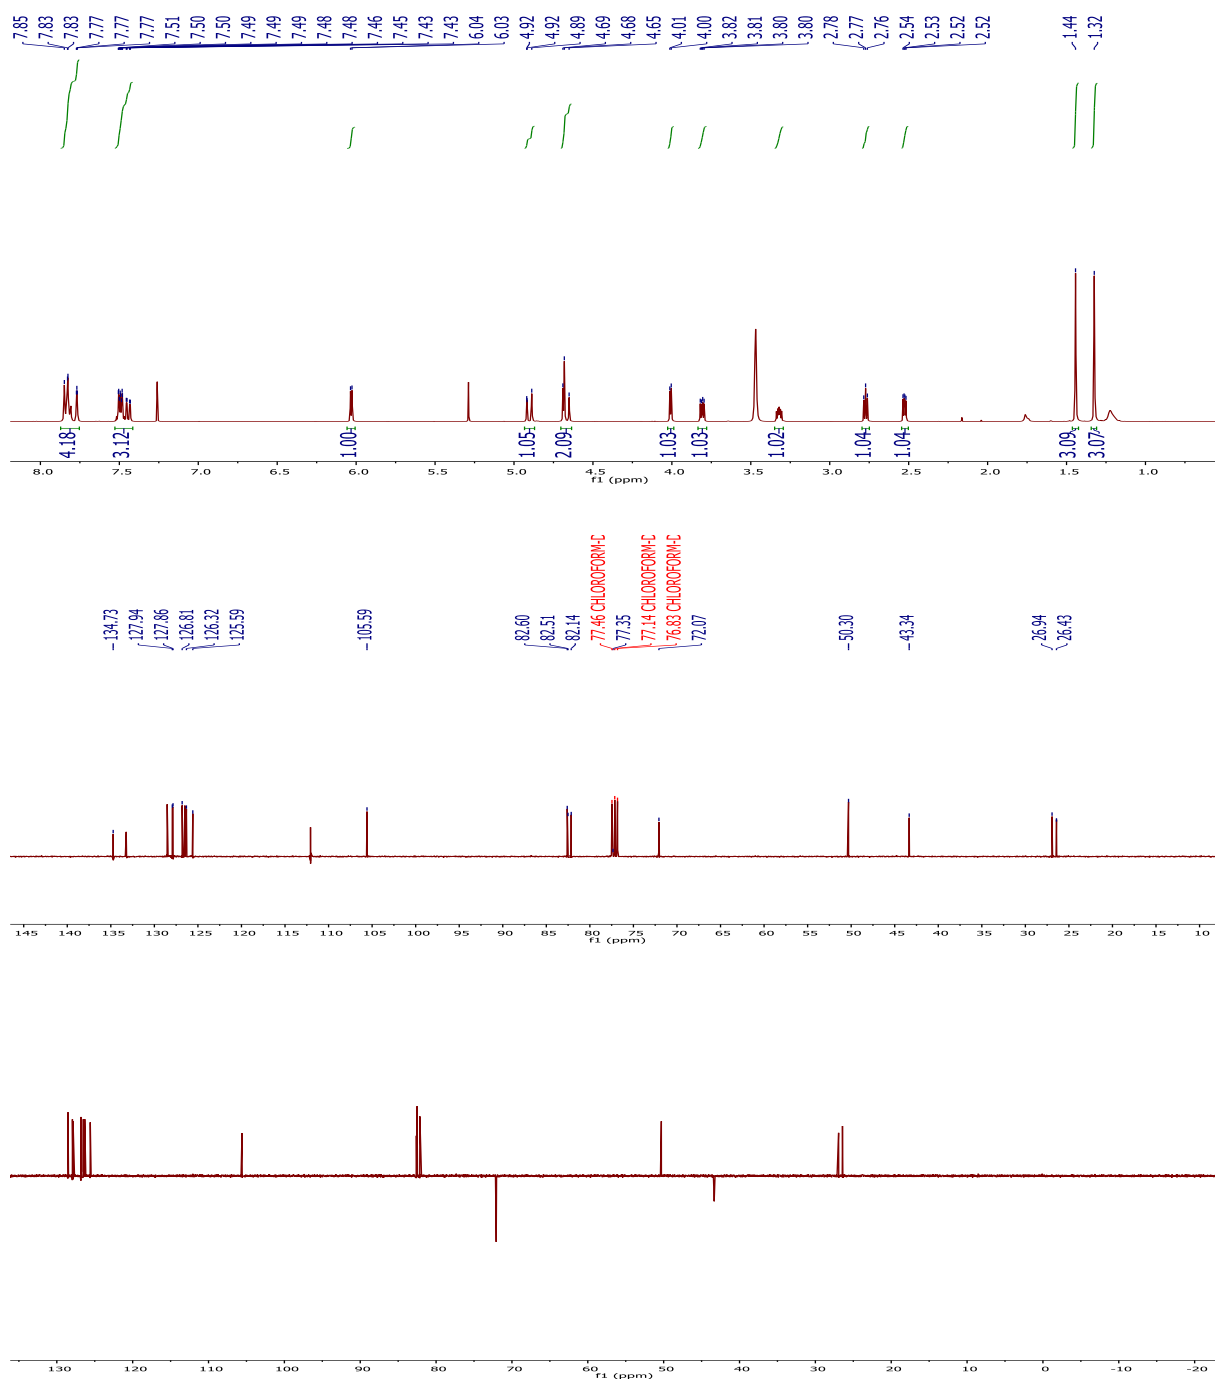 7.85 7.83 7.83 7.77 7.77 7.77 7.51 7.50 7.50 7.49 7.49 7.49 7.48 7.48 7.46 7.45 7.43 7.43 6.04 6.03 4.92 4.92 4.89 4.69 4.68 4.65 4.01 4.00 3.82 3.81 3.80 3.80 2.78 2.77 2.76 2.54 2.53 2.52 2.52 1.44 1.32
4.18 3.12 1.00 1.05 2.09 1.03 1.03 1.02 1.04 1.04 3.09 3.07
8.0 7.5 7.0 6.5 6.0 5.5 5.0 4.5 4.0 3.5 3.0 2.5 2.0 1.5 1.0
f1 (ppm)
134.73 127.94 127.86 126.81 126.32 125.59 105.59 82.60 82.51 82.14 77.46 CHLOROFORM-D 77.35 77.14 CHLOROFORM-D 76.83 CHLOROFORM-D 72.07 50.30 43.34 26.94 26.43
145 140 135 130 125 120 115 110 105 100 95 90 85 80 75 70 65 60 55 50 45 40 35 30 25 20 15 10
f1 (ppm)
130 120 110 100 90 80 70 60 50 40 30 20 10 0 -10 -20
f1 (ppm)